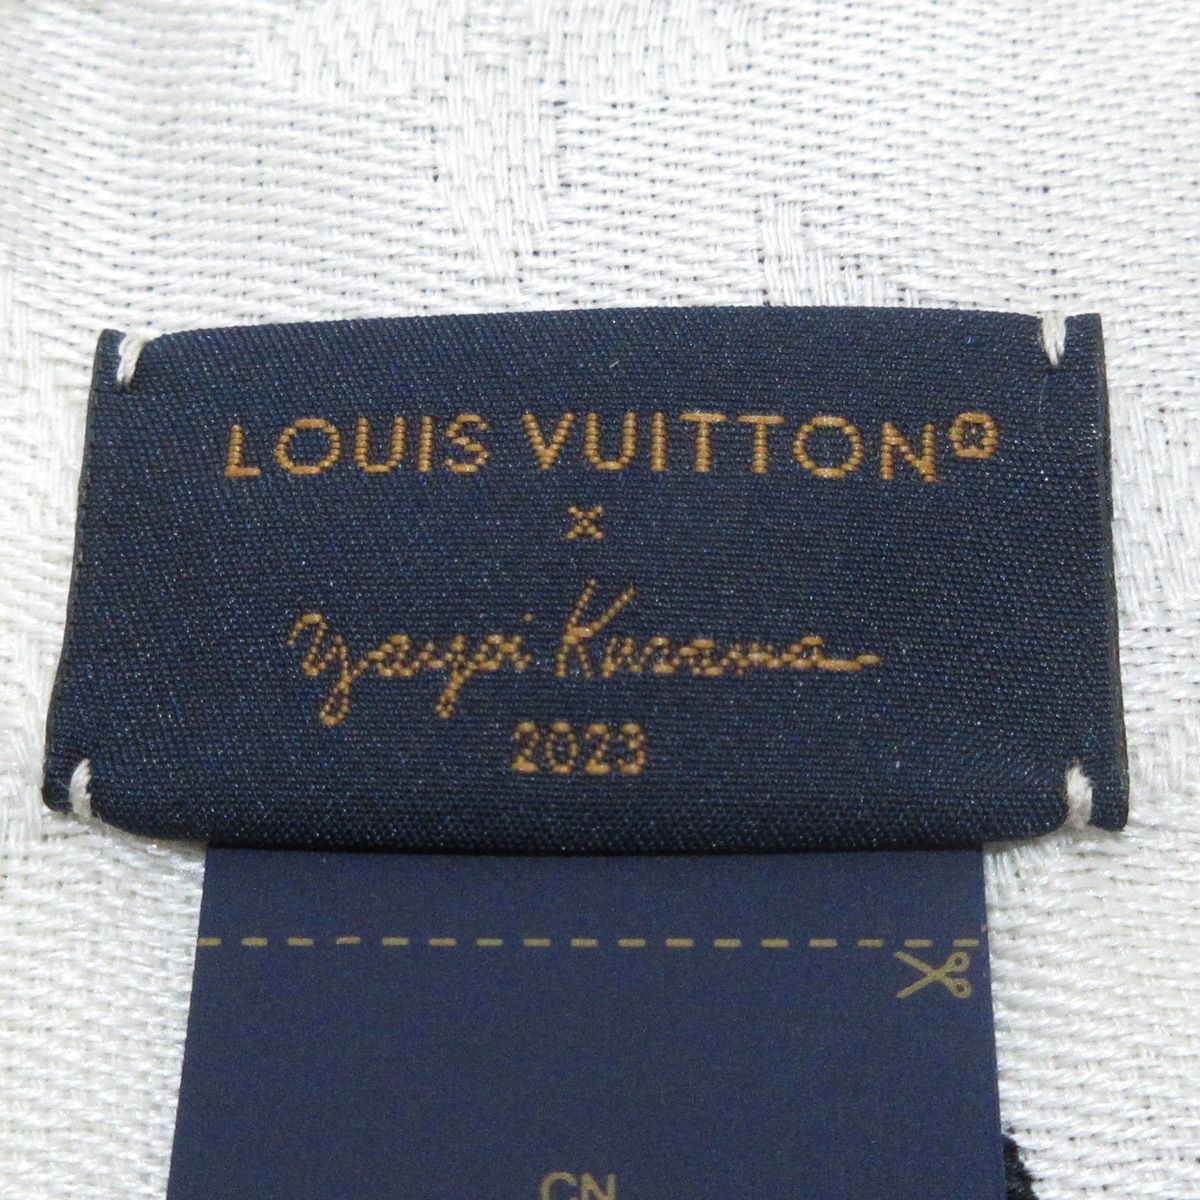 LOUIS VUITTON®
x
Yayoi Kusama
2023
CN